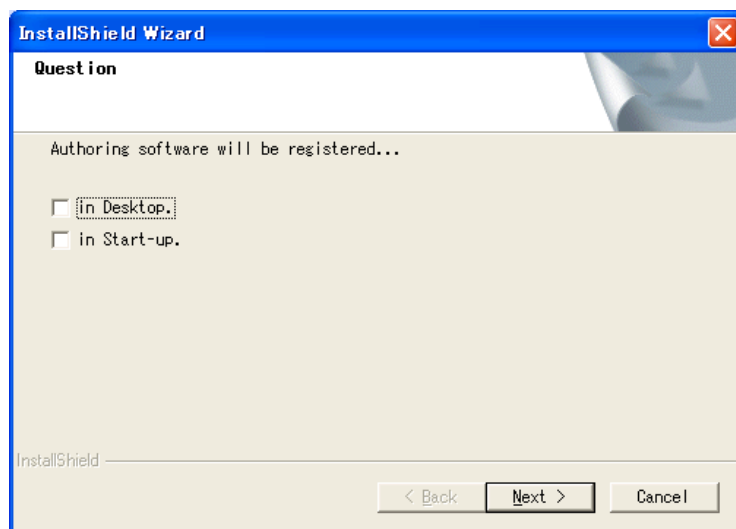 InstallShield Wizard
Question
Authoring software will be registered...
in Desktop.
in Start-up.
InstallShield
< Back
Next >
Cancel